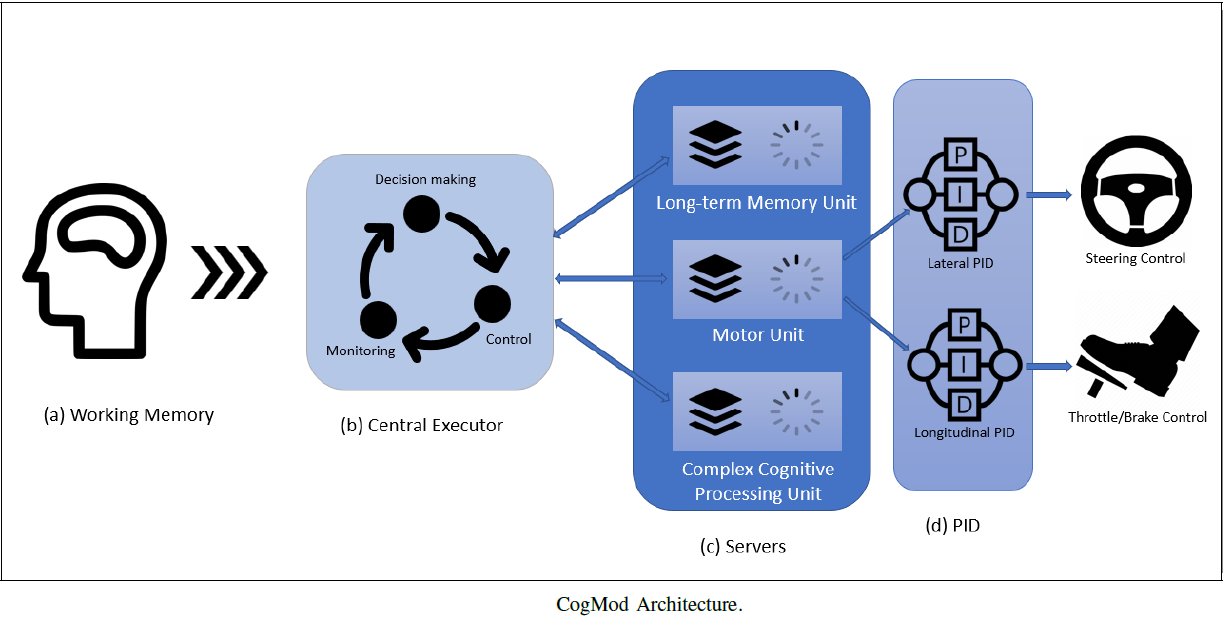 (a) Working Memory
Decision making
Monitoring
Control
(b) Central Executor
Long-term Memory Unit
Motor Unit
Complex Cognitive
Processing Unit
(c) Servers
P
I
D
Lateral PID
P
I
D
Longitudinal PID
(d) PID
Steering Control
Throttle/Brake Control
CogMod Architecture.